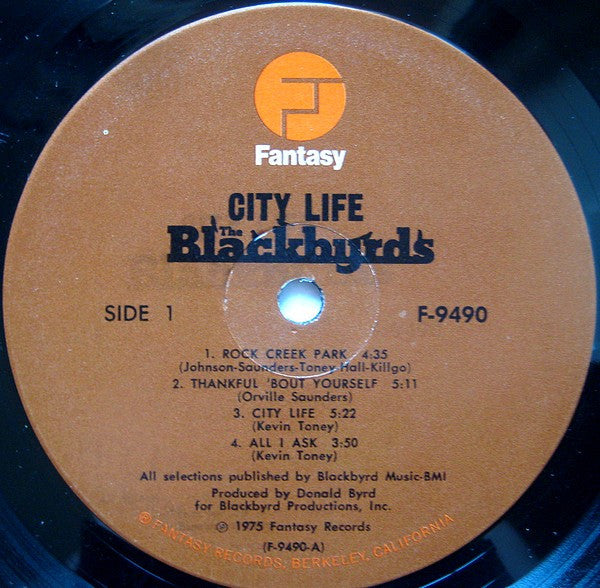 Fantasy
CITY LIFE
The
Blackbyrds
SIDE 1
F-9490
1. ROCK CREEK PARK 4:35
(Johnson-Saunders-Toney-Hall-Killgo)
2. THANKFUL 'BOUT YOURSELF 5:11
(Orville Saunders)
3. CITY LIFE 5:22
(Kevin Toney)
4. ALL I ASK 3:50
(Kevin Toney)
All selections published by Blackbyrd Music-BMI
Produced by Donald Byrd
for Blackbyrd Productions, Inc.
℗ 1975 Fantasy Records
(F-9490-A)
® FANTASY RECORDS, BERKELEY, CALIFORNIA